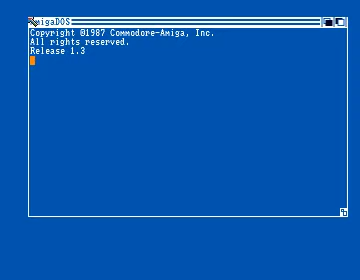 AmigaDOS
Copyright ©1987 Commodore-Amiga, Inc.
All rights reserved.
Release 1.3